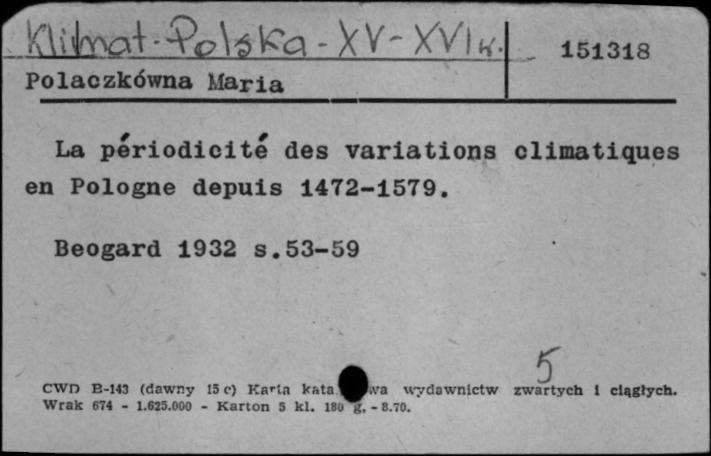 Klimat - Polska - XV - XVI w.
151318
Polaczkówna Maria
La périodicité des variations climatiques
en Pologne depuis 1472-1579.
Beogard 1932 s.53-59
5
CWD B-143 (dawny 15 c) Karta kata wa wydawnictw zwartych i ciągłych.
Wrak 674 - 1.625.000 - Karton 5 kl. 180 g. - 8.70.